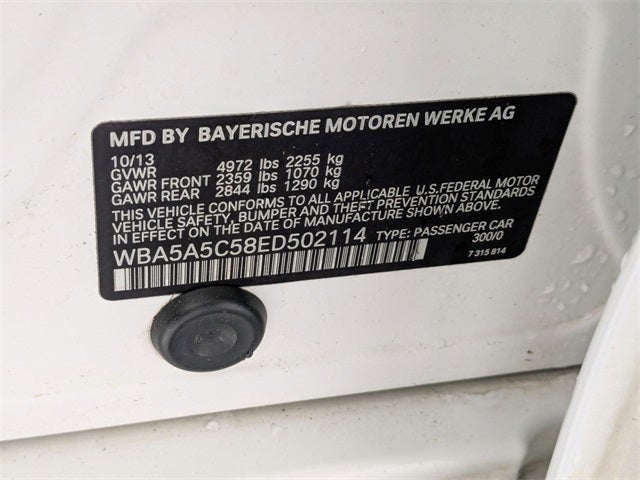 MFD BY BAYERISCHE MOTOREN WERKE AG
10/13
GVWR 4972 lbs 2255 kg
GAWR FRONT 2359 lbs 1070 kg
GAWR REAR 2844 lbs 1290 kg
THIS VEHICLE CONFORMS TO ALL APPLICABLE U.S.FEDERAL MOTOR
VEHICLE SAFETY, BUMPER AND THEFT PREVENTION STANDARDS
IN EFFECT ON THE DATE OF MANUFACTURE SHOWN ABOVE.
WBA5A5C58ED502114 TYPE: PASSENGER CAR
300/0
7 315 814